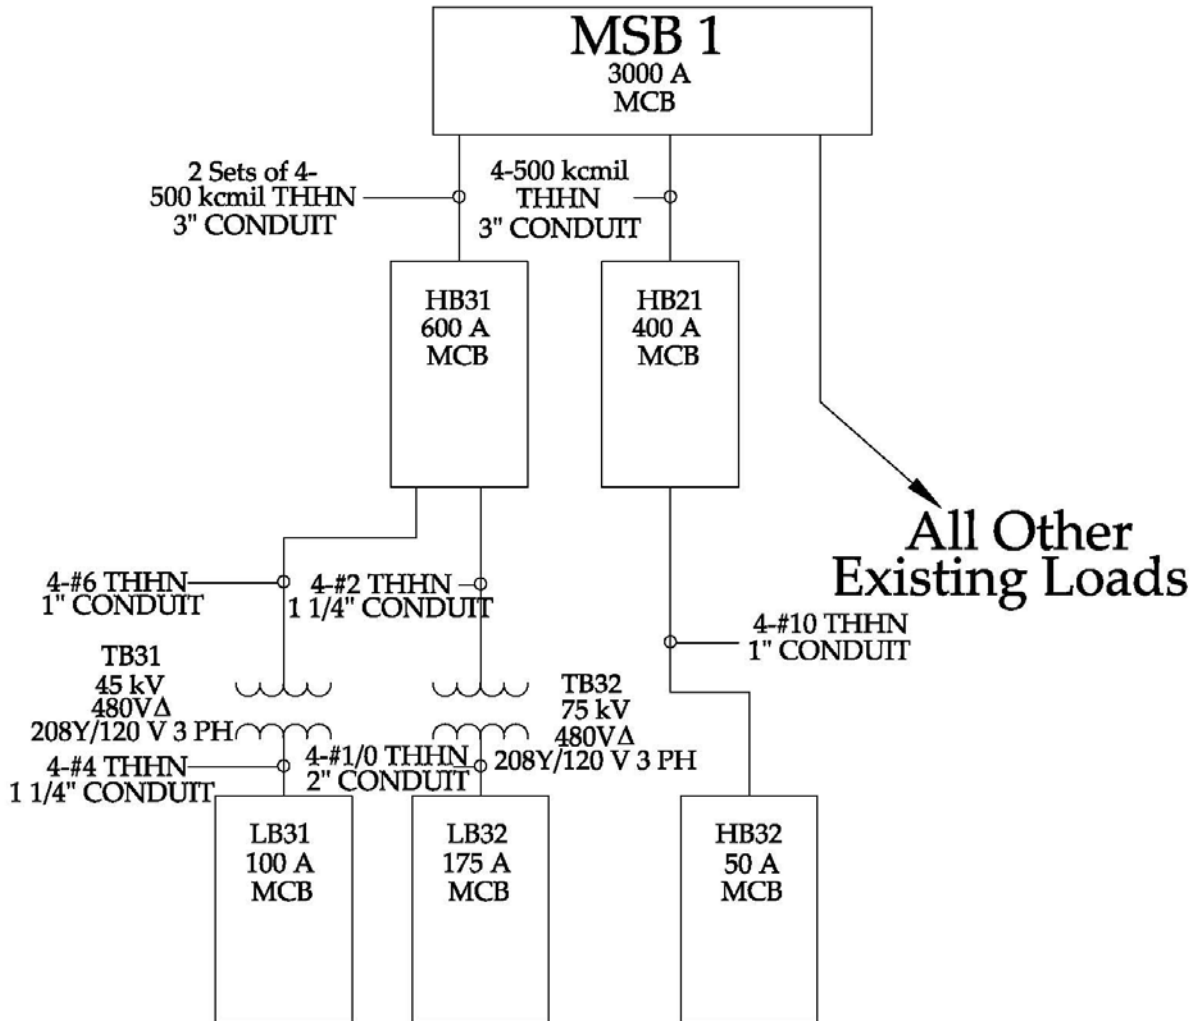 MSB 1
3000 A
MCB
2 Sets of 4-
500 kcmil THHN
3" CONDUIT
4-500 kcmil
THHN
3" CONDUIT
HB31
600 A
MCB
HB21
400 A
MCB
All Other
Existing Loads
4-#6 THHN
1" CONDUIT
4-#2 THHN
1 1/4" CONDUIT
4-#10 THHN
1" CONDUIT
TB31
45 kV
480VΔ
208Y/120 V 3 PH
TB32
75 kV
480VΔ
208Y/120 V 3 PH
4-#4 THHN
1 1/4" CONDUIT
4-#1/0 THHN
2" CONDUIT
LB31
100 A
MCB
LB32
175 A
MCB
HB32
50 A
MCB